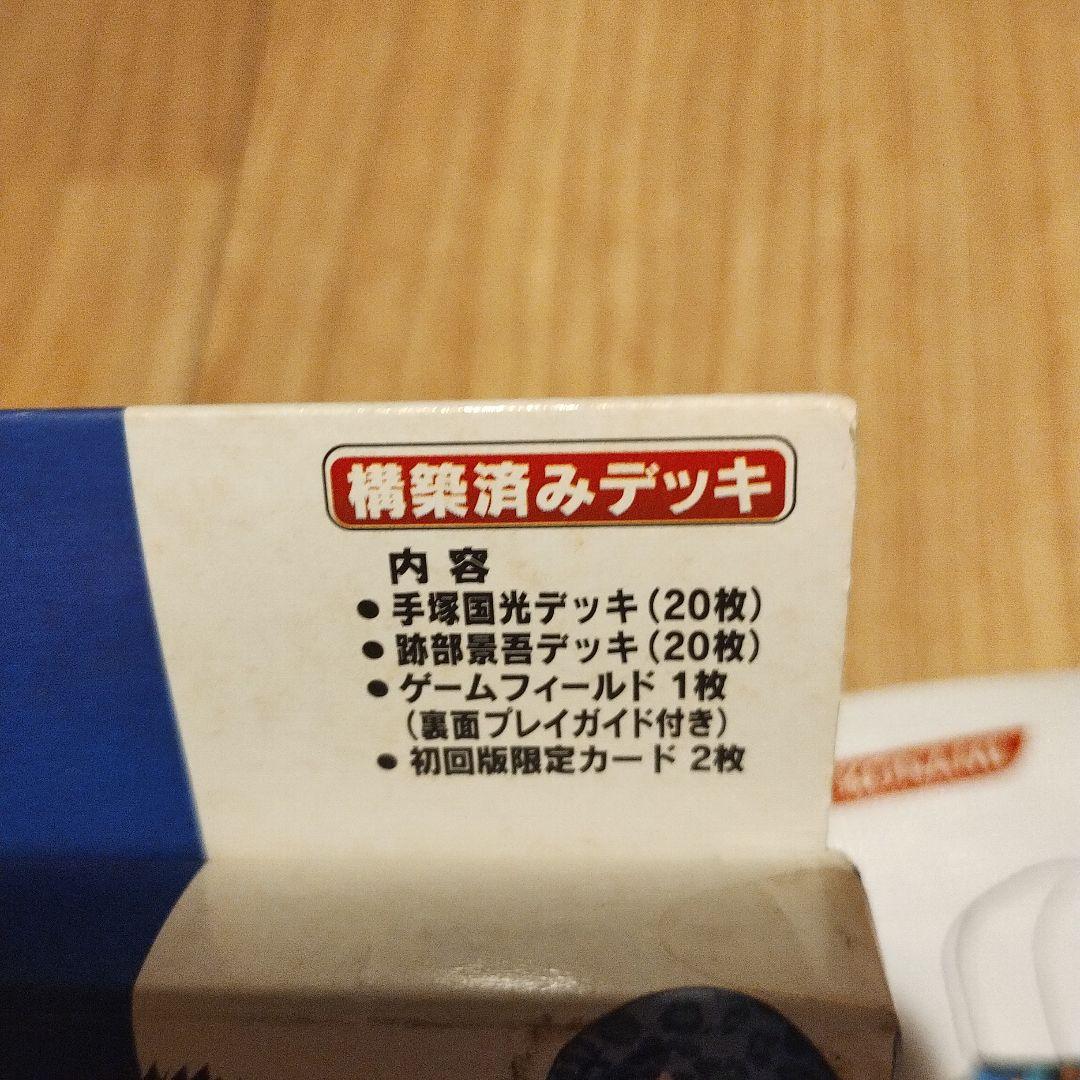 構築済みデッキ
内 容
● 手塚国光デッキ(20枚)
● 跡部景吾デッキ(20枚)
● ゲームフィールド 1枚
(裏面プレイガイド付き)
● 初回版限定カード 2枚
KONAMI